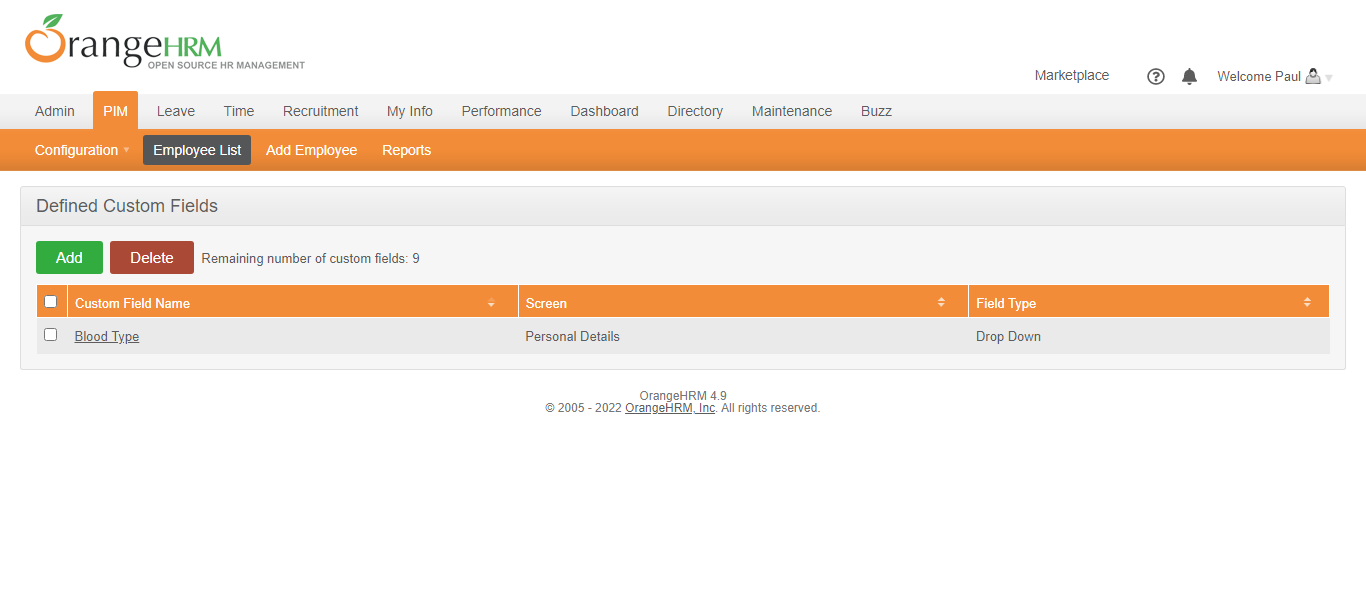 OrangeHRM
OPEN SOURCE HR MANAGEMENT
Marketplace ? Welcome Paul
Admin PIM Leave Time Recruitment My Info Performance Dashboard Directory Maintenance Buzz
Configuration Employee List Add Employee Reports
Defined Custom Fields
Add Delete Remaining number of custom fields: 9
Custom Field Name Screen Field Type
Blood Type Personal Details Drop Down
OrangeHRM 4.9
© 2005 - 2022 OrangeHRM, Inc. All rights reserved.